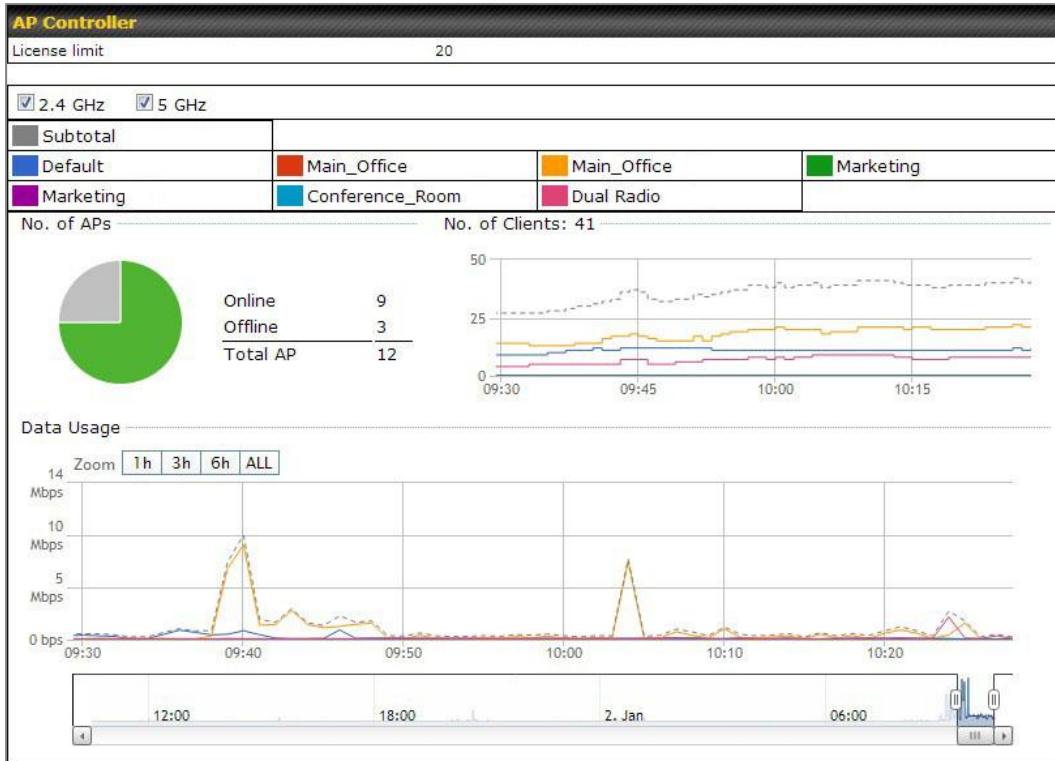 AP Controller
License limit 20
2.4 GHz 5 GHz
Subtotal
Default Main_Office Main_Office Marketing
Marketing Conference_Room Dual Radio
No. of APs No. of Clients: 41
50
25
0
09:30 09:45 10:00 10:15
Online 9
Offline 3
Total AP 12
Data Usage
Zoom 1h 3h 6h ALL
14
Mbps
10
Mbps
5
Mbps
0 bps
09:30 09:40 09:50 10:00 10:10 10:20
12:00 18:00 2. Jan 06:00